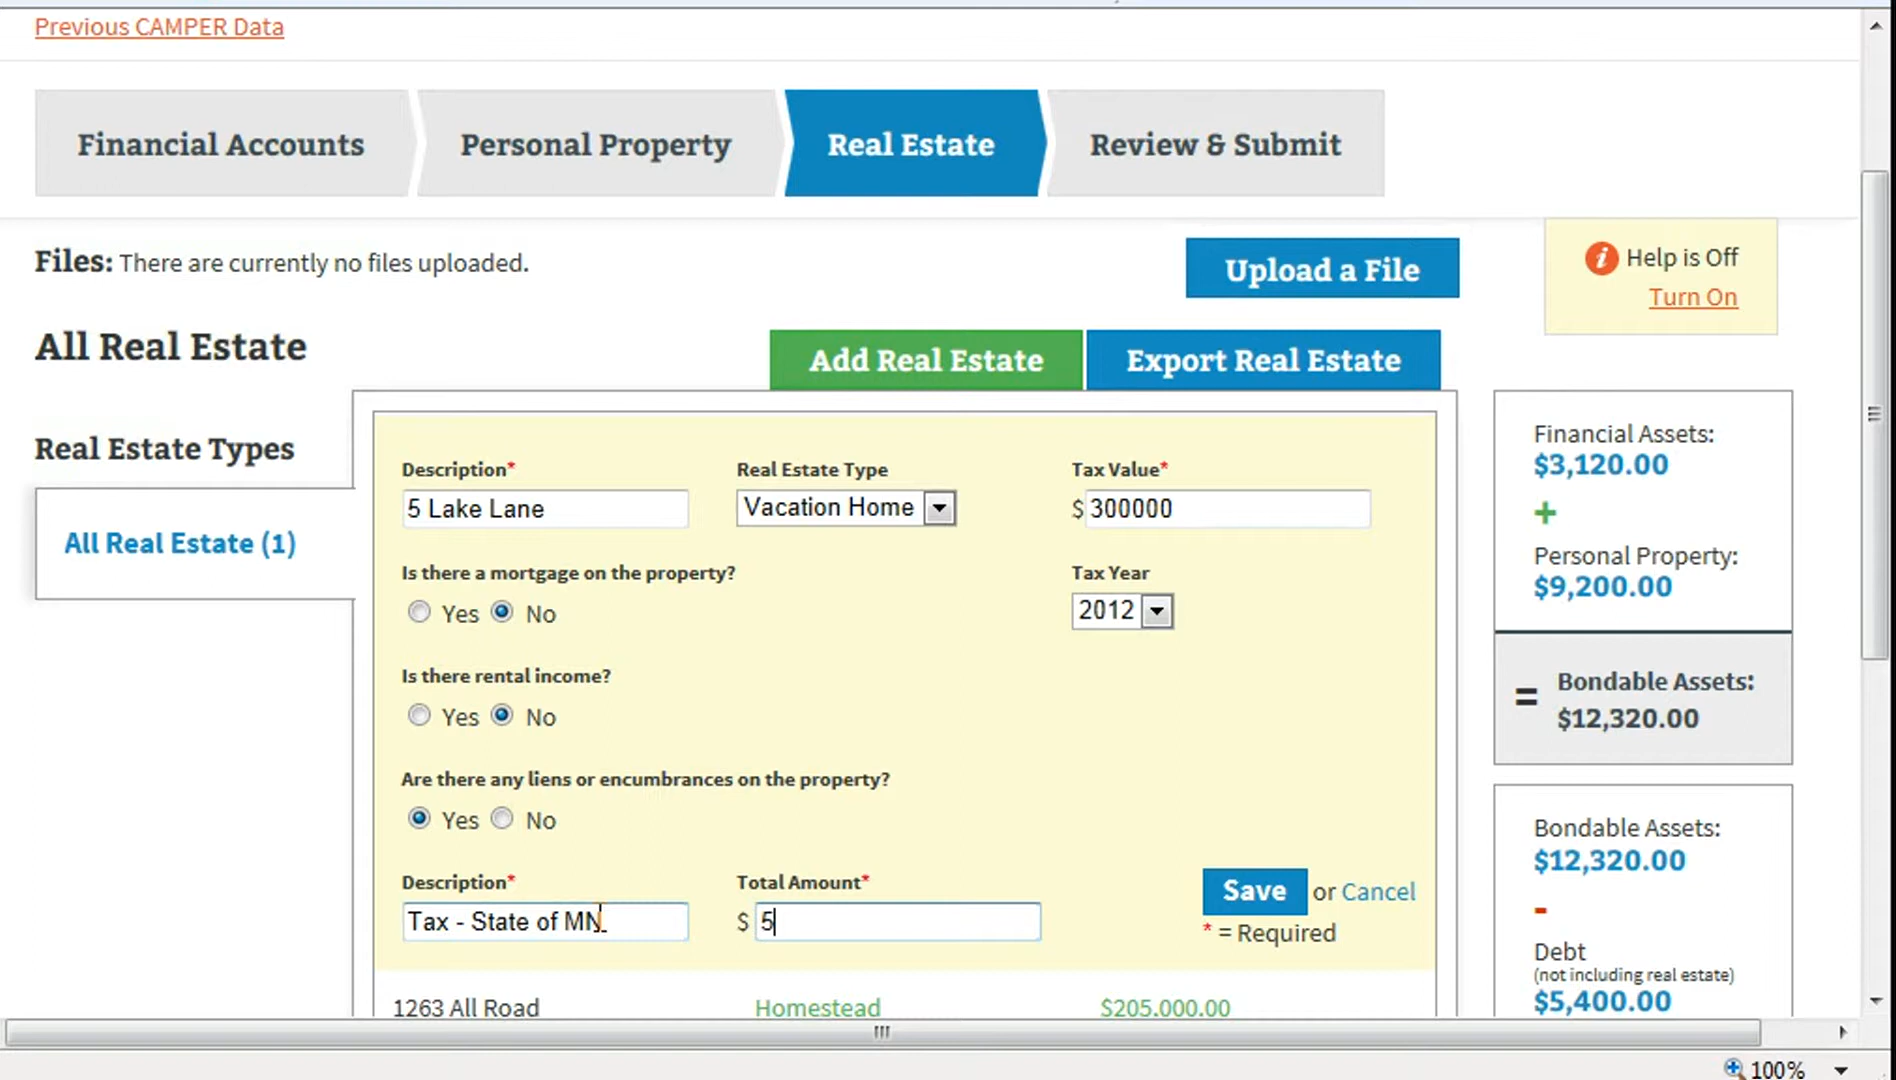 Previous CAMPER Data
Financial Accounts
Personal Property
Real Estate
Review & Submit
Files: There are currently no files uploaded.
Upload a File
i Help is Off
Turn On
All Real Estate
Add Real Estate
Export Real Estate
Real Estate Types
All Real Estate (1)
Description*
Real Estate Type
Tax Value*
5 Lake Lane
Vacation Home
$ 300000
Is there a mortgage on the property?
Tax Year
Yes No
2012
Is there rental income?
Yes No
Are there any liens or encumbrances on the property?
Yes No
Description*
Total Amount*
Tax - State of MN
$ 5
Save or Cancel
* = Required
1263 All Road
Homestead
$205,000.00
Financial Assets:
$3,120.00
+
Personal Property:
$9,200.00
= Bondable Assets:
$12,320.00
Bondable Assets:
$12,320.00
-
Debt
(not including real estate)
$5,400.00
100%